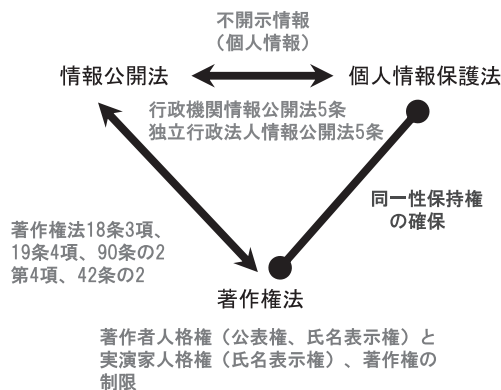 不開示情報
（個人情報）
情報公開法
個人情報保護法
行政機関情報公開法5条
独立行政法人情報公開法5条
同一性保持権
の確保
著作権法18条3項、
19条4項、90条の2
第4項、42条の2
著作権法
著作者人格権（公表権、氏名表示権）と
実演家人格権（氏名表示権）、著作権の
制限